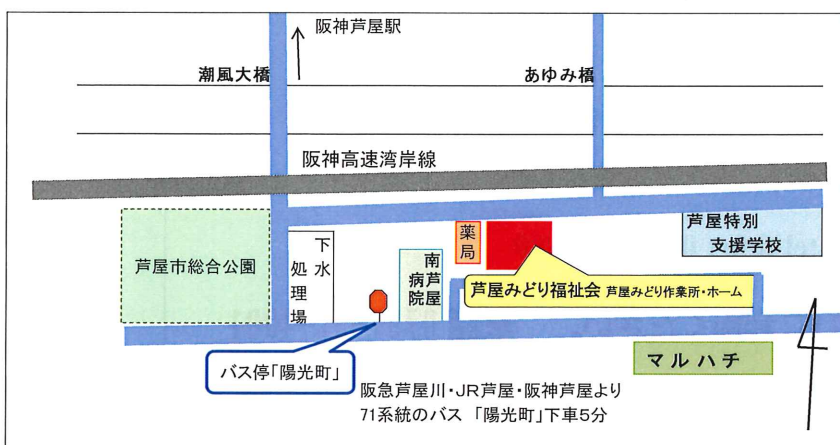 阪神芦屋駅
潮風大橋
あゆみ橋
阪神高速湾岸線
芦屋市総合公園
下水
処理場
南芦屋
病院
薬局
芦屋特別
支援学校
芦屋みどり福祉会 芦屋みどり作業所・ホーム
バス停「陽光町」
マルハチ
阪急芦屋川・JR芦屋・阪神芦屋より
71系統のバス 「陽光町」下車5分